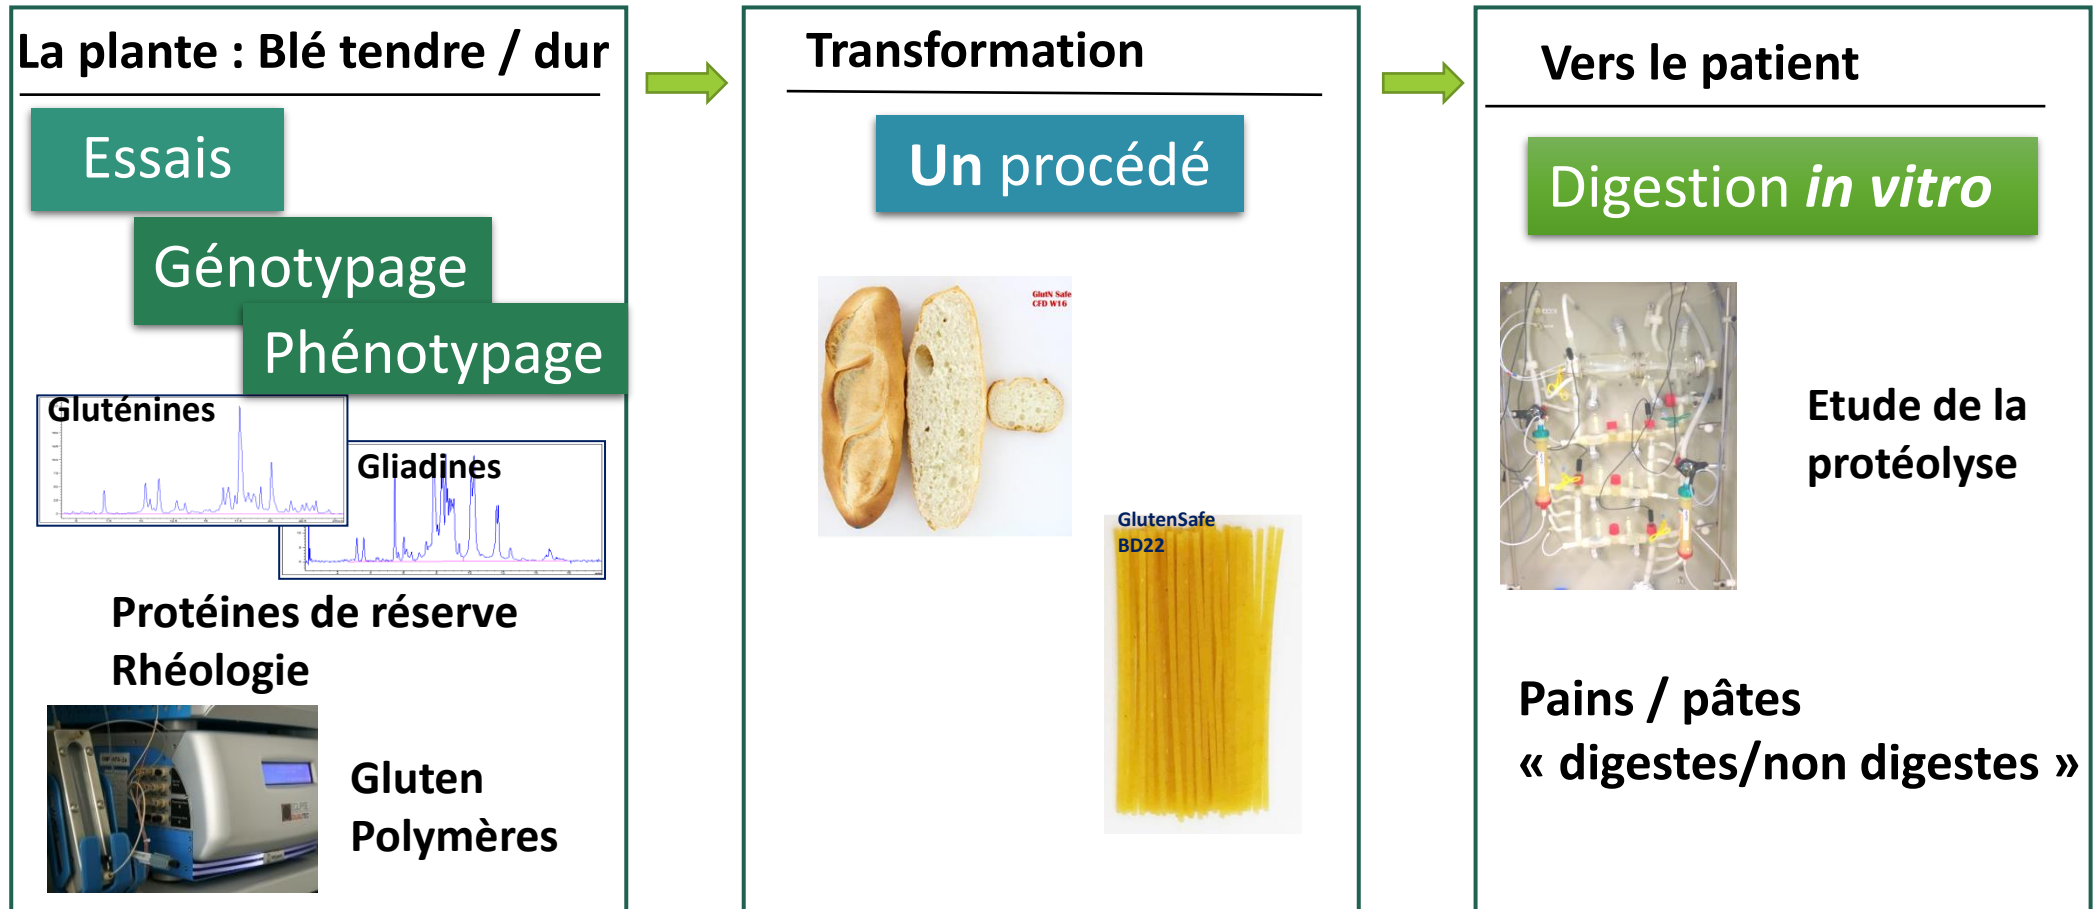 La plante : Blé tendre / dur
Essais
Génotypage
Phénotypage
Gluténines
Gliadines
Protéines de réserve
Rhéologie
Gluten
Polymères
Transformation
Un procédé
GlutN Safe
CFD W16
GlutenSafe
BD22
Vers le patient
Digestion in vitro
Etude de la
protéolyse
Pains / pâtes
« digestes/non digestes »